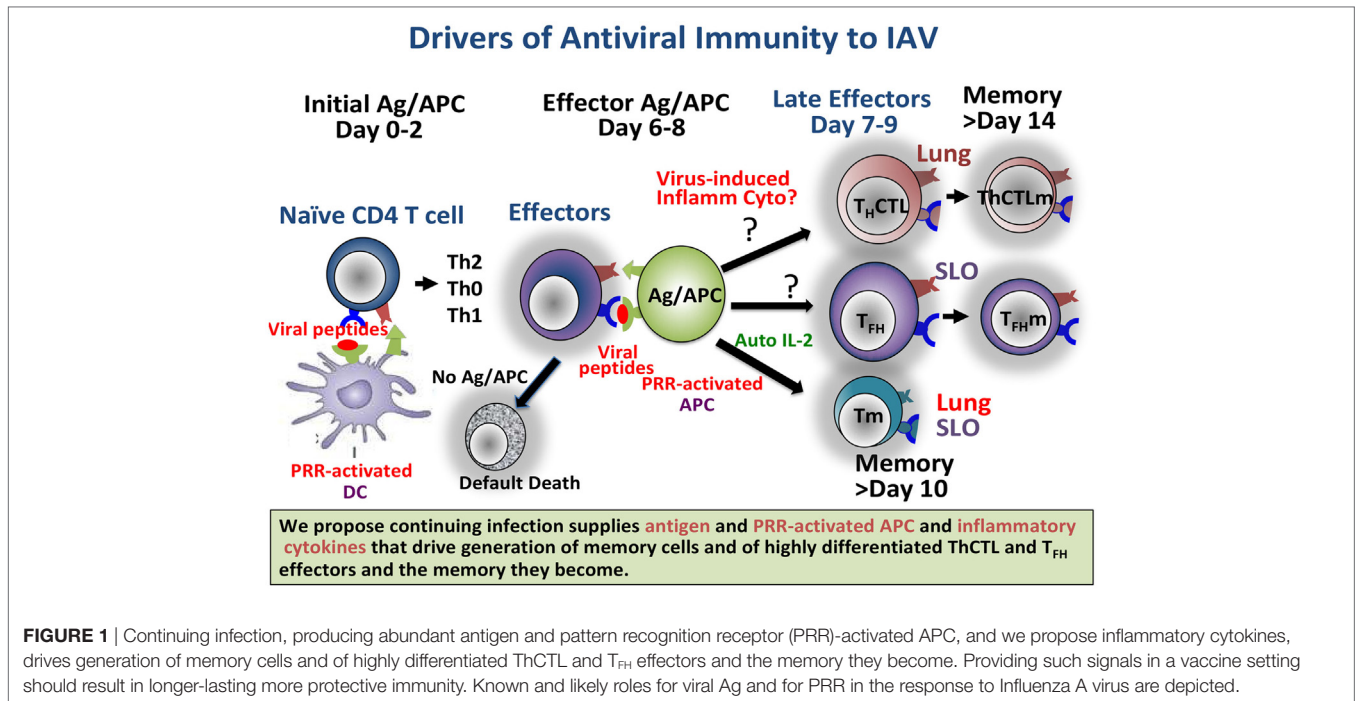 Drivers of Antiviral Immunity to IAV
Initial Ag/APC
Day 0-2
Effector Ag/APC
Day 6-8
Late Effectors
Day 7-9
Memory
>Day 14
Lung
Virus-induced
Inflamm Cyto?
Naïve CD4 T cell
Effectors
?
THCTL
ThCTLm
Th2
Th0
Th1
Ag/APC
?
SLO
TFH
TFHm
Viral peptides
Viral
peptides
Auto IL-2
No Ag/APC
PRR-activated
APC
Tm
Lung
SLO
PRR-activated
DC
Default Death
Memory
>Day 10
We propose continuing infection supplies antigen and PRR-activated APC and inflammatory
cytokines that drive generation of memory cells and of highly differentiated ThCTL and TFH
effectors and the memory they become.
FIGURE 1 | Continuing infection, producing abundant antigen and pattern recognition receptor (PRR)-activated APC, and we propose inflammatory cytokines,
drives generation of memory cells and of highly differentiated ThCTL and TFH effectors and the memory they become. Providing such signals in a vaccine setting
should result in longer-lasting more protective immunity. Known and likely roles for viral Ag and for PRR in the response to Influenza A virus are depicted.